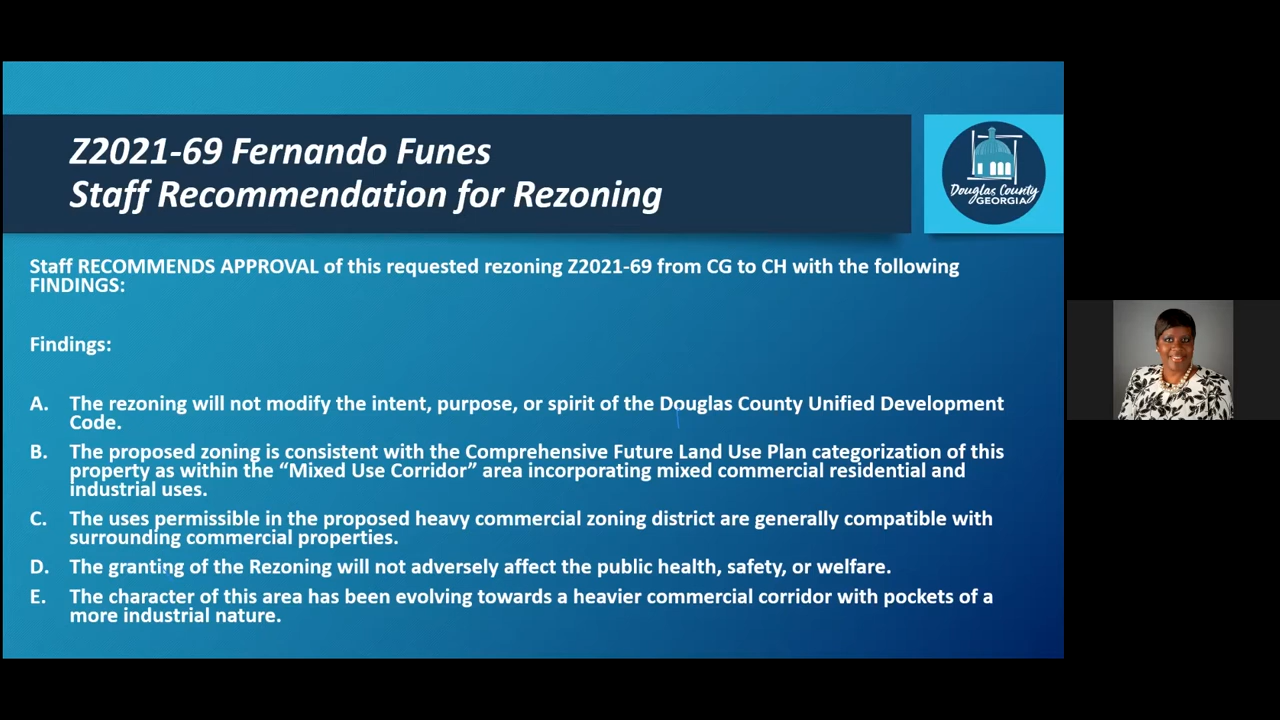 Z2021-69 Fernando Funes
Staff Recommendation for Rezoning
Douglas County
GEORGIA
Staff RECOMMENDS APPROVAL of this requested rezoning Z2021-69 from CG to CH with the following
FINDINGS:
Findings:
A. The rezoning will not modify the intent, purpose, or spirit of the Douglas County Unified Development
Code.
B. The proposed zoning is consistent with the Comprehensive Future Land Use Plan categorization of this
property as within the “Mixed Use Corridor” area incorporating mixed commercial residential and
industrial uses.
C. The uses permissible in the proposed heavy commercial zoning district are generally compatible with
surrounding commercial properties.
D. The granting of the Rezoning will not adversely affect the public health, safety, or welfare.
E. The character of this area has been evolving towards a heavier commercial corridor with pockets of a
more industrial nature.